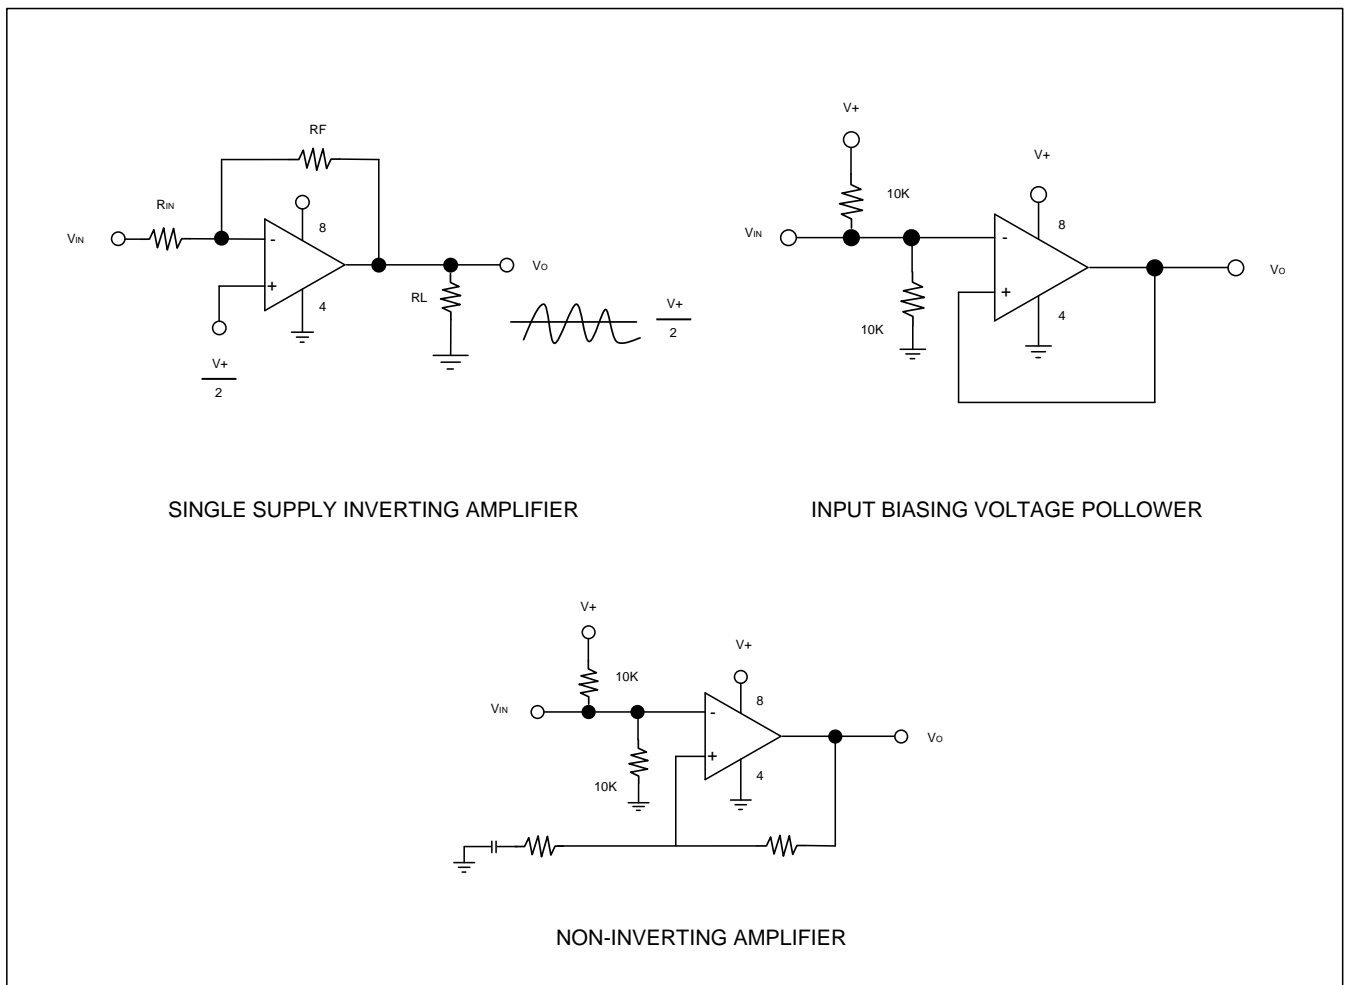 RF
RIN
VIN
8
-
+
4
VO
RL
V+
2
V+
2
SINGLE SUPPLY INVERTING AMPLIFIER
V+
V+
10K
8
VIN
-
+
VO
4
10K
INPUT BIASING VOLTAGE POLLOWER
V+
V+
10K
8
VIN
-
+
VO
4
10K
NON-INVERTING AMPLIFIER